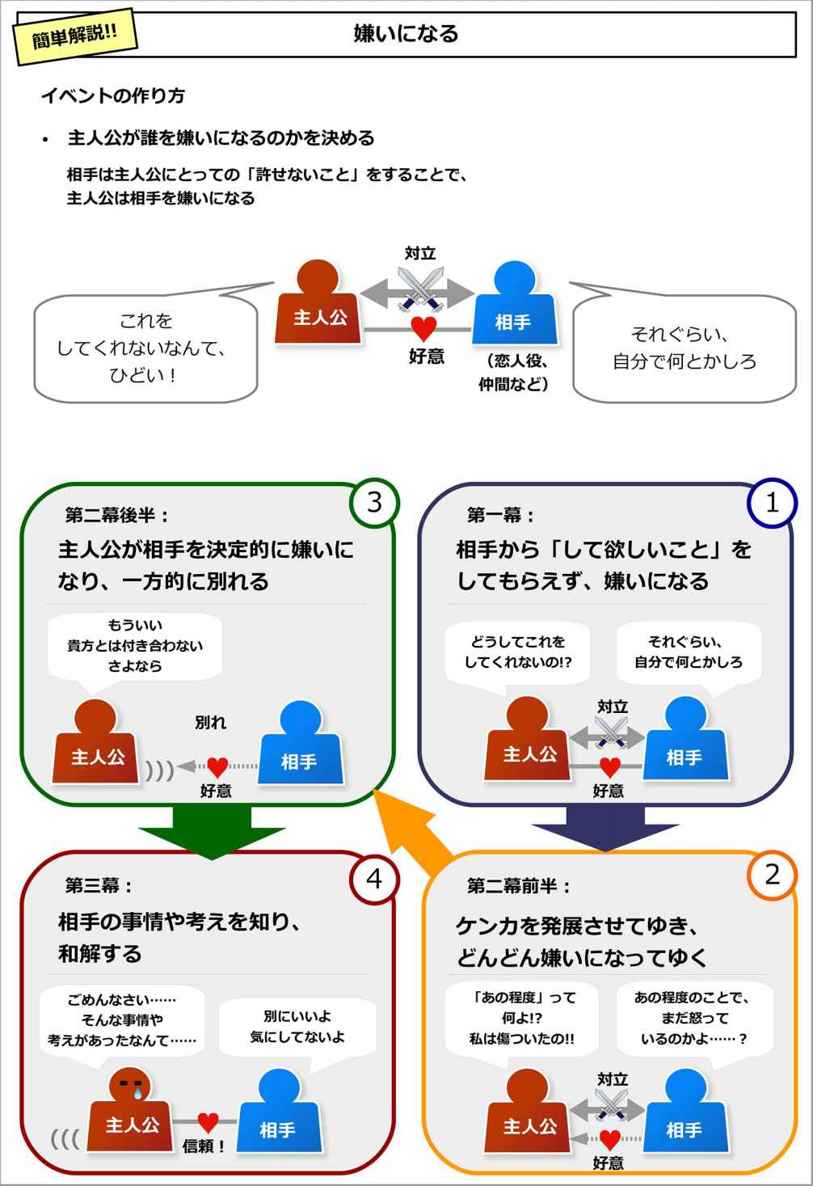 簡単解説!!
嫌いになる
イベントの作り方
• 主人公が誰を嫌いになるのかを決める
相手は主人公にとっての「許せないこと」をすることで、
主人公は相手を嫌いになる
対立
主人公
相手
好意
（恋人役、
仲間など）
これを
してくれないなんて、
ひどい！
それぐらい、
自分で何とかしろ
1
第一幕：
相手から「して欲しいこと」を
してもらえず、嫌いになる
どうしてこれを
してくれないの!?
それぐらい、
自分で何とかしろ
対立
主人公
相手
好意
2
第二幕前半：
ケンカを発展させてゆき、
どんどん嫌いになってゆく
「あの程度」って
何よ!?
私は傷ついたの!!
あの程度のことで、
まだ怒って
いるのかよ……？
対立
主人公
相手
好意
3
第二幕後半：
主人公が相手を決定的に嫌いに
なり、一方的に別れる
もういい
貴方とは付き合わない
さよなら
別れ
主人公
相手
好意
4
第三幕：
相手の事情や考えを知り、
和解する
ごめんなさい……
そんな事情や
考えがあったなんて……
別にいいよ
気にしてないよ
主人公
相手
信頼！